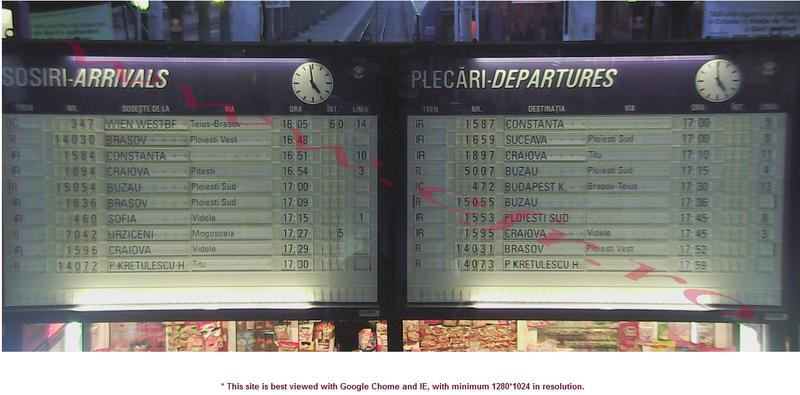 SOSIRI-ARRIVALS
TREN NR. SOSEȘTE DE LA VIA ORA ÎNT. LINIA
C 347 WIEN WESTBF. Teius-Brasov 16:05 60 14
R 14030 BRASOV Ploiesti Vest 16:48
IR 1584 CONSTANTA 16:51 10
IR 1894 CRAIOVA Pitesti 16:54 3
R 15054 BUZAU Ploiesti Sud 17:00
IR 1636 BRASOV Ploiesti Sud 17:09
IR 460 SOFIA Videle 17:15 1
R 7042 URZICENI Mogosoaia 17:27 5
IR 1596 CRAIOVA Videle 17:29
R 14072 P.KRETULESCU H. Titu 17:30
PLECĂRI-DEPARTURES
TREN NR. DESTINAȚIA VIA ORA ÎNT. LINIA
IR 1587 CONSTANTA 17:00 9
IR 1659 SUCEAVA Ploiesti Sud 17:00 8
IR 1897 CRAIOVA Titu 17:10 11
R 5007 BUZAU Ploiesti Sud 17:15 4
IC 472 BUDAPEST K. Brasov-Teius 17:30 13
R 15055 BUZAU 17:36
IR 1553 PLOIESTI SUD 17:45 8
IR 1595 CRAIOVA Videle 17:45 3
R 14031 BRASOV Ploiesti Vest 17:52
R 14073 P.KRETULESCU H. 17:59
* This site is best viewed with Google Chome and IE, with minimum 1280*1024 in resolution.